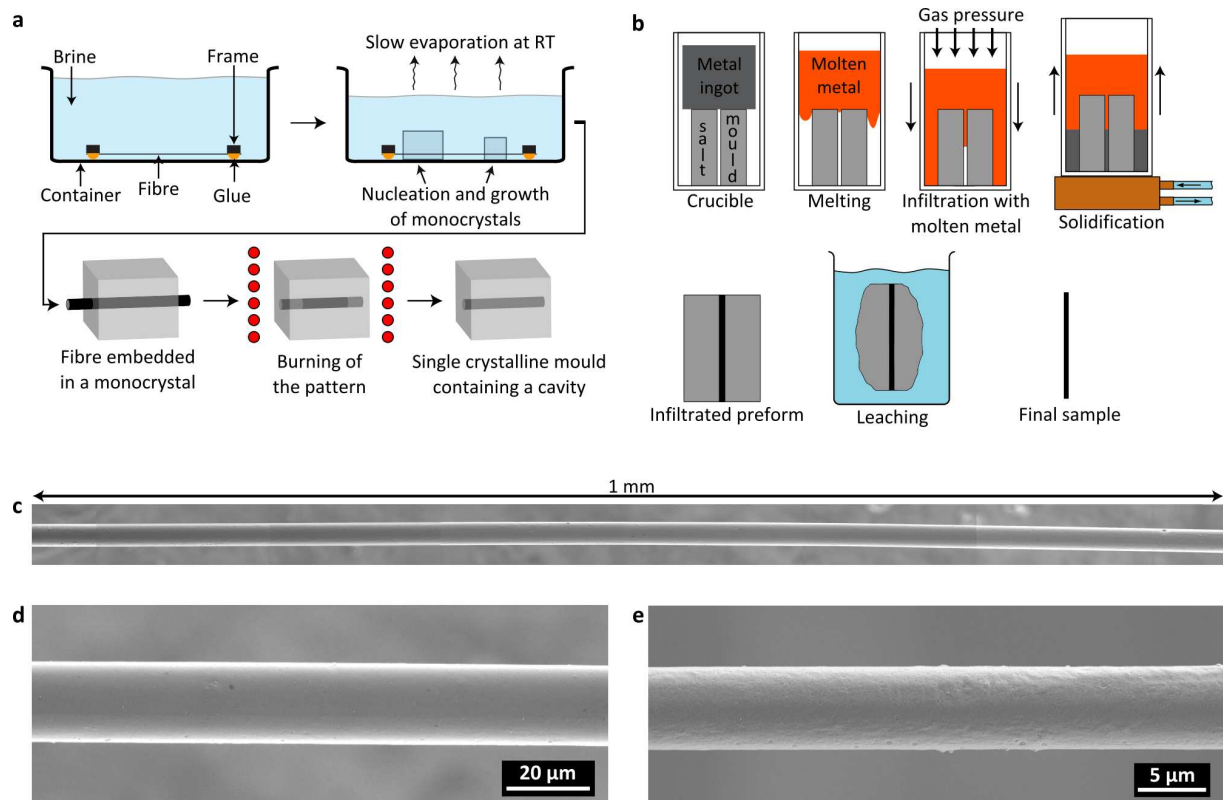 a
Brine
Frame
Container
Fibre
Glue
Slow evaporation at RT
Nucleation and growth
of monocrystals
Fibre embedded
in a monocrystal
Burning of
the pattern
Single crystalline mould
containing a cavity
b
Metal
ingot
salt
mould
Crucible
Molten
metal
Melting
Gas pressure
Infiltration with
molten metal
Solidification
Infiltrated preform
Leaching
Final sample
1 mm
c
d
20 µm
e
5 µm